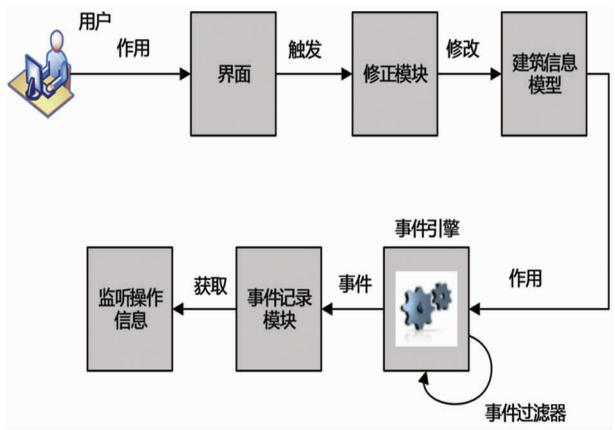 用户
作用
界面
触发
修正模块
修改
建筑信息
模型
事件引擎
作用
事件
事件记录
模块
获取
监听操作
信息
事件过滤器